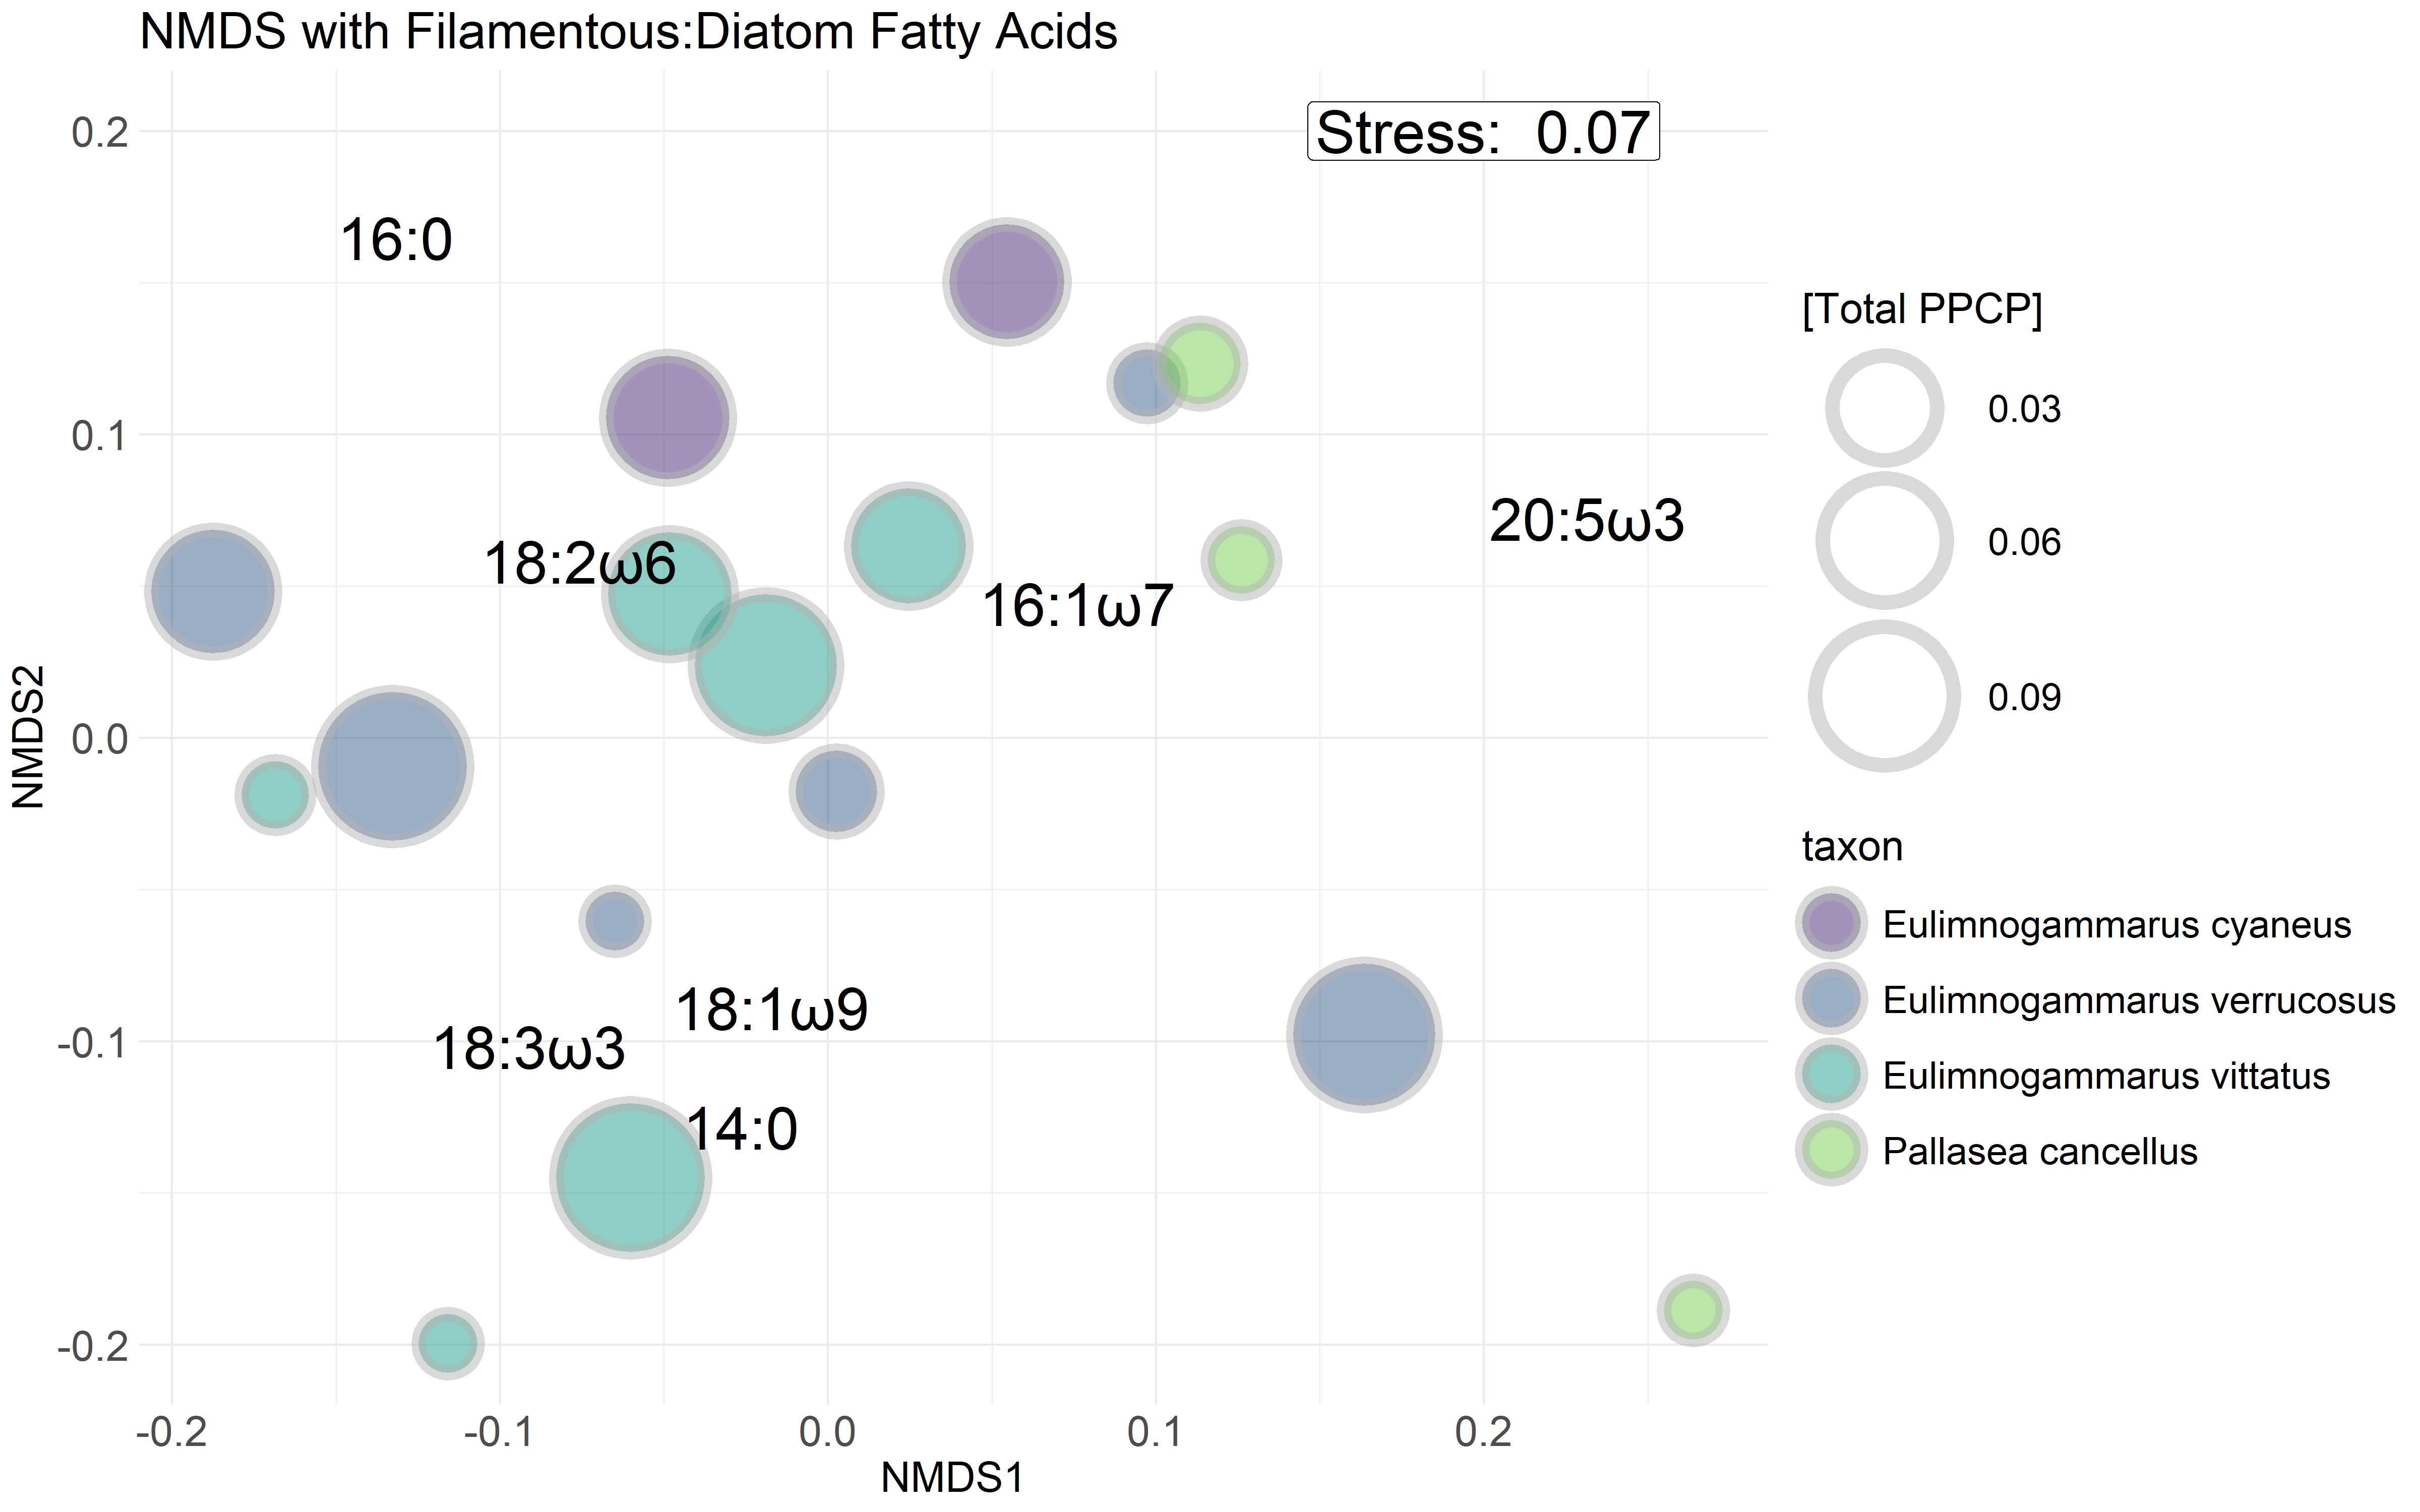 NMDS with Filamentous:Diatom Fatty Acids
Stress:  0.07
0.2
0.1
0.0
-0.1
-0.2
NMDS2
16:0
20:5ω3
18:2ω6
16:1ω7
18:1ω9
18:3ω3
14:0
-0.2
-0.1
0.0
0.1
0.2
NMDS1
[Total PPCP]
0.03
0.06
0.09
taxon
Eulimnogammarus cyaneus
Eulimnogammarus verrucosus
Eulimnogammarus vittatus
Pallasea cancellus